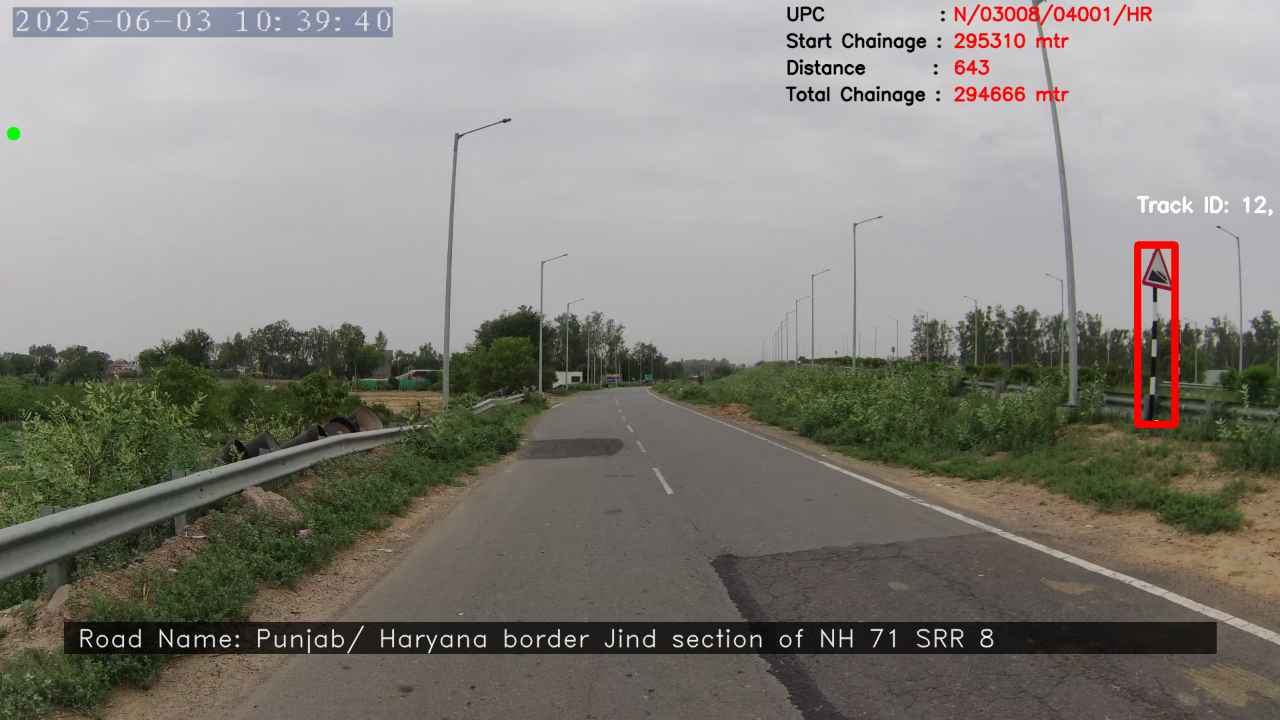 2025-06-03 10:39:40
UPC : N/03008/04001/HR
Start Chainage : 295310 mtr
Distance : 643
Total Chainage : 294666 mtr
Track ID: 12,
Road Name: Punjab/ Haryana border Jind section of NH 71 SRR 8